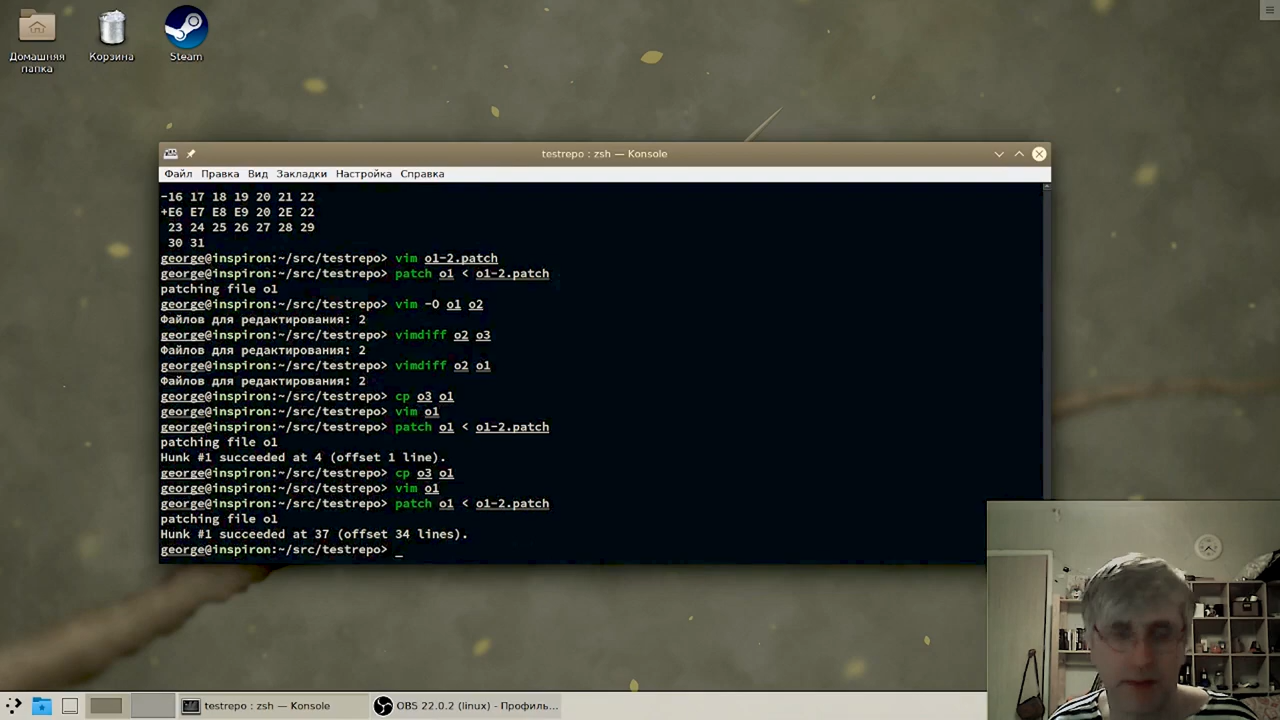 Домашняя
папка
Корзина
Steam
testrepo : zsh — Konsole
Файл Правка Вид Закладки Настройка Справка
-16 17 18 19 20 21 22
+E6 E7 E8 E9 20 2E 22
23 24 25 26 27 28 29
30 31
george@inspiron:~/src/testrepo> vim o1-2.patch
george@inspiron:~/src/testrepo> patch o1 < o1-2.patch
patching file o1
george@inspiron:~/src/testrepo> vim -O o1 o2
Файлов для редактирования: 2
george@inspiron:~/src/testrepo> vimdiff o2 o3
Файлов для редактирования: 2
george@inspiron:~/src/testrepo> vimdiff o2 o1
Файлов для редактирования: 2
george@inspiron:~/src/testrepo> cp o3 o1
george@inspiron:~/src/testrepo> vim o1
george@inspiron:~/src/testrepo> patch o1 < o1-2.patch
patching file o1
Hunk #1 succeeded at 4 (offset 1 line).
george@inspiron:~/src/testrepo> cp o3 o1
george@inspiron:~/src/testrepo> vim o1
george@inspiron:~/src/testrepo> patch o1 < o1-2.patch
patching file o1
Hunk #1 succeeded at 37 (offset 34 lines).
george@inspiron:~/src/testrepo> _
testrepo : zsh — Konsole
OBS 22.0.2 (linux) - Профиль...